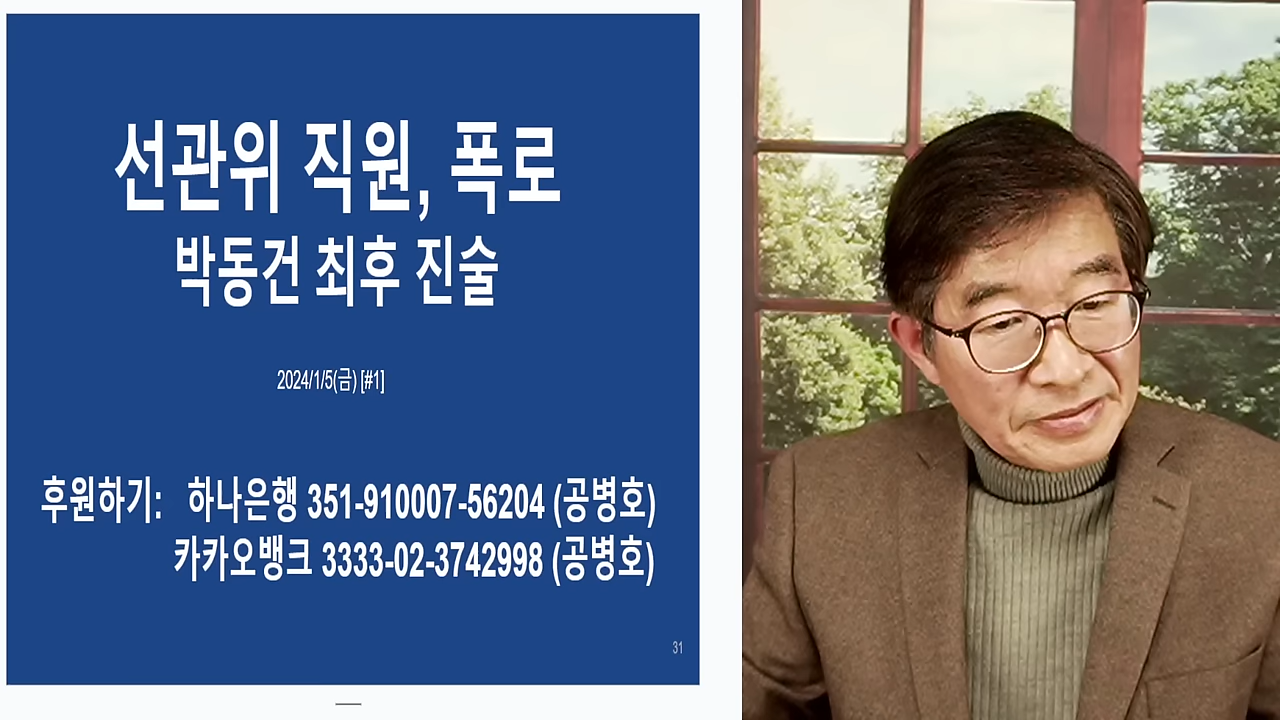 선관위 직원, 폭로
박동건 최후 진술
2024/1/5(금) [#1]
후원하기: 하나은행 351-910007-56204 (공병호)
카카오뱅크 3333-02-3742998 (공병호)
31